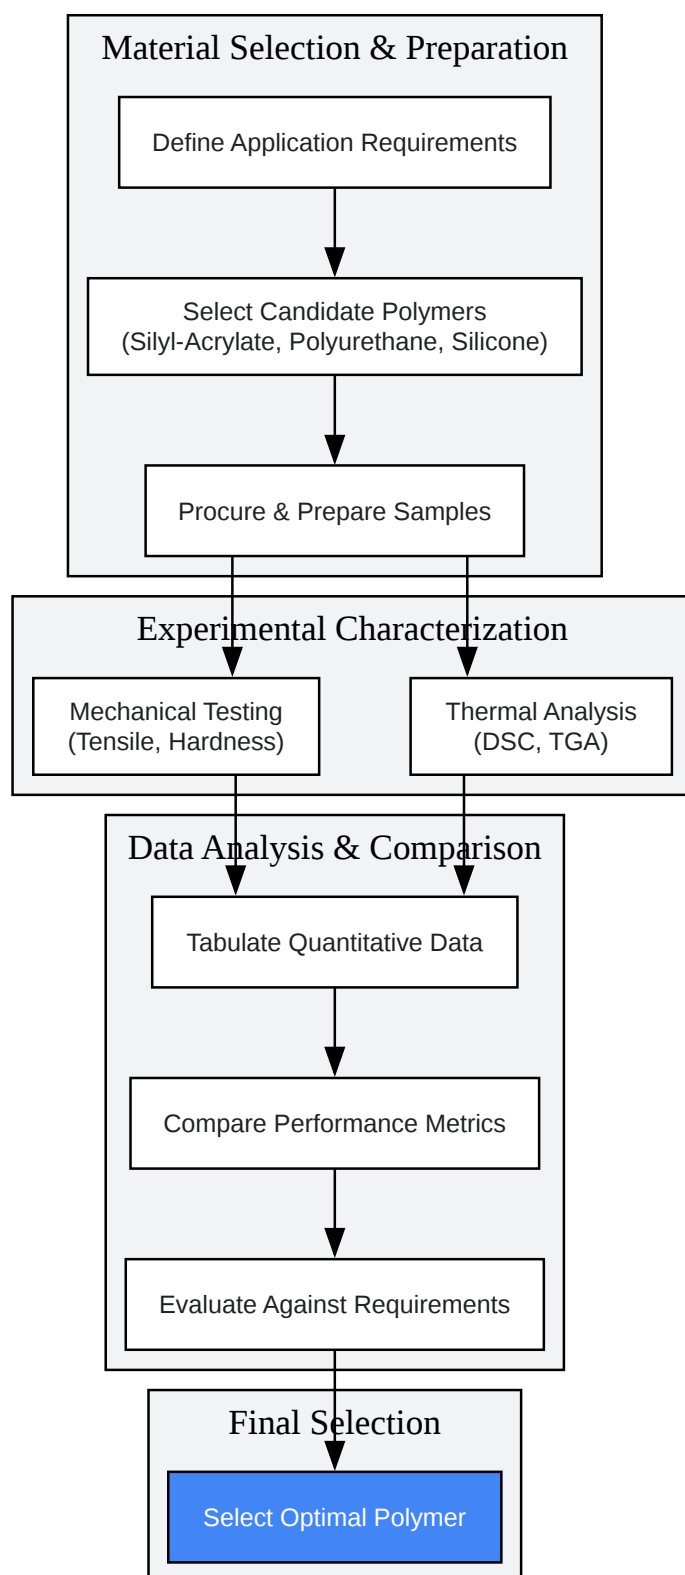 Material Selection & Preparation
Define Application Requirements
Select Candidate Polymers
(Silyl-Acrylate, Polyurethane, Silicone)
Procure & Prepare Samples
Experimental Characterization
Mechanical Testing
(Tensile, Hardness)
Thermal Analysis
(DSC, TGA)
Data Analysis & Comparison
Tabulate Quantitative Data
Compare Performance Metrics
Evaluate Against Requirements
Final Selection
Select Optimal Polymer